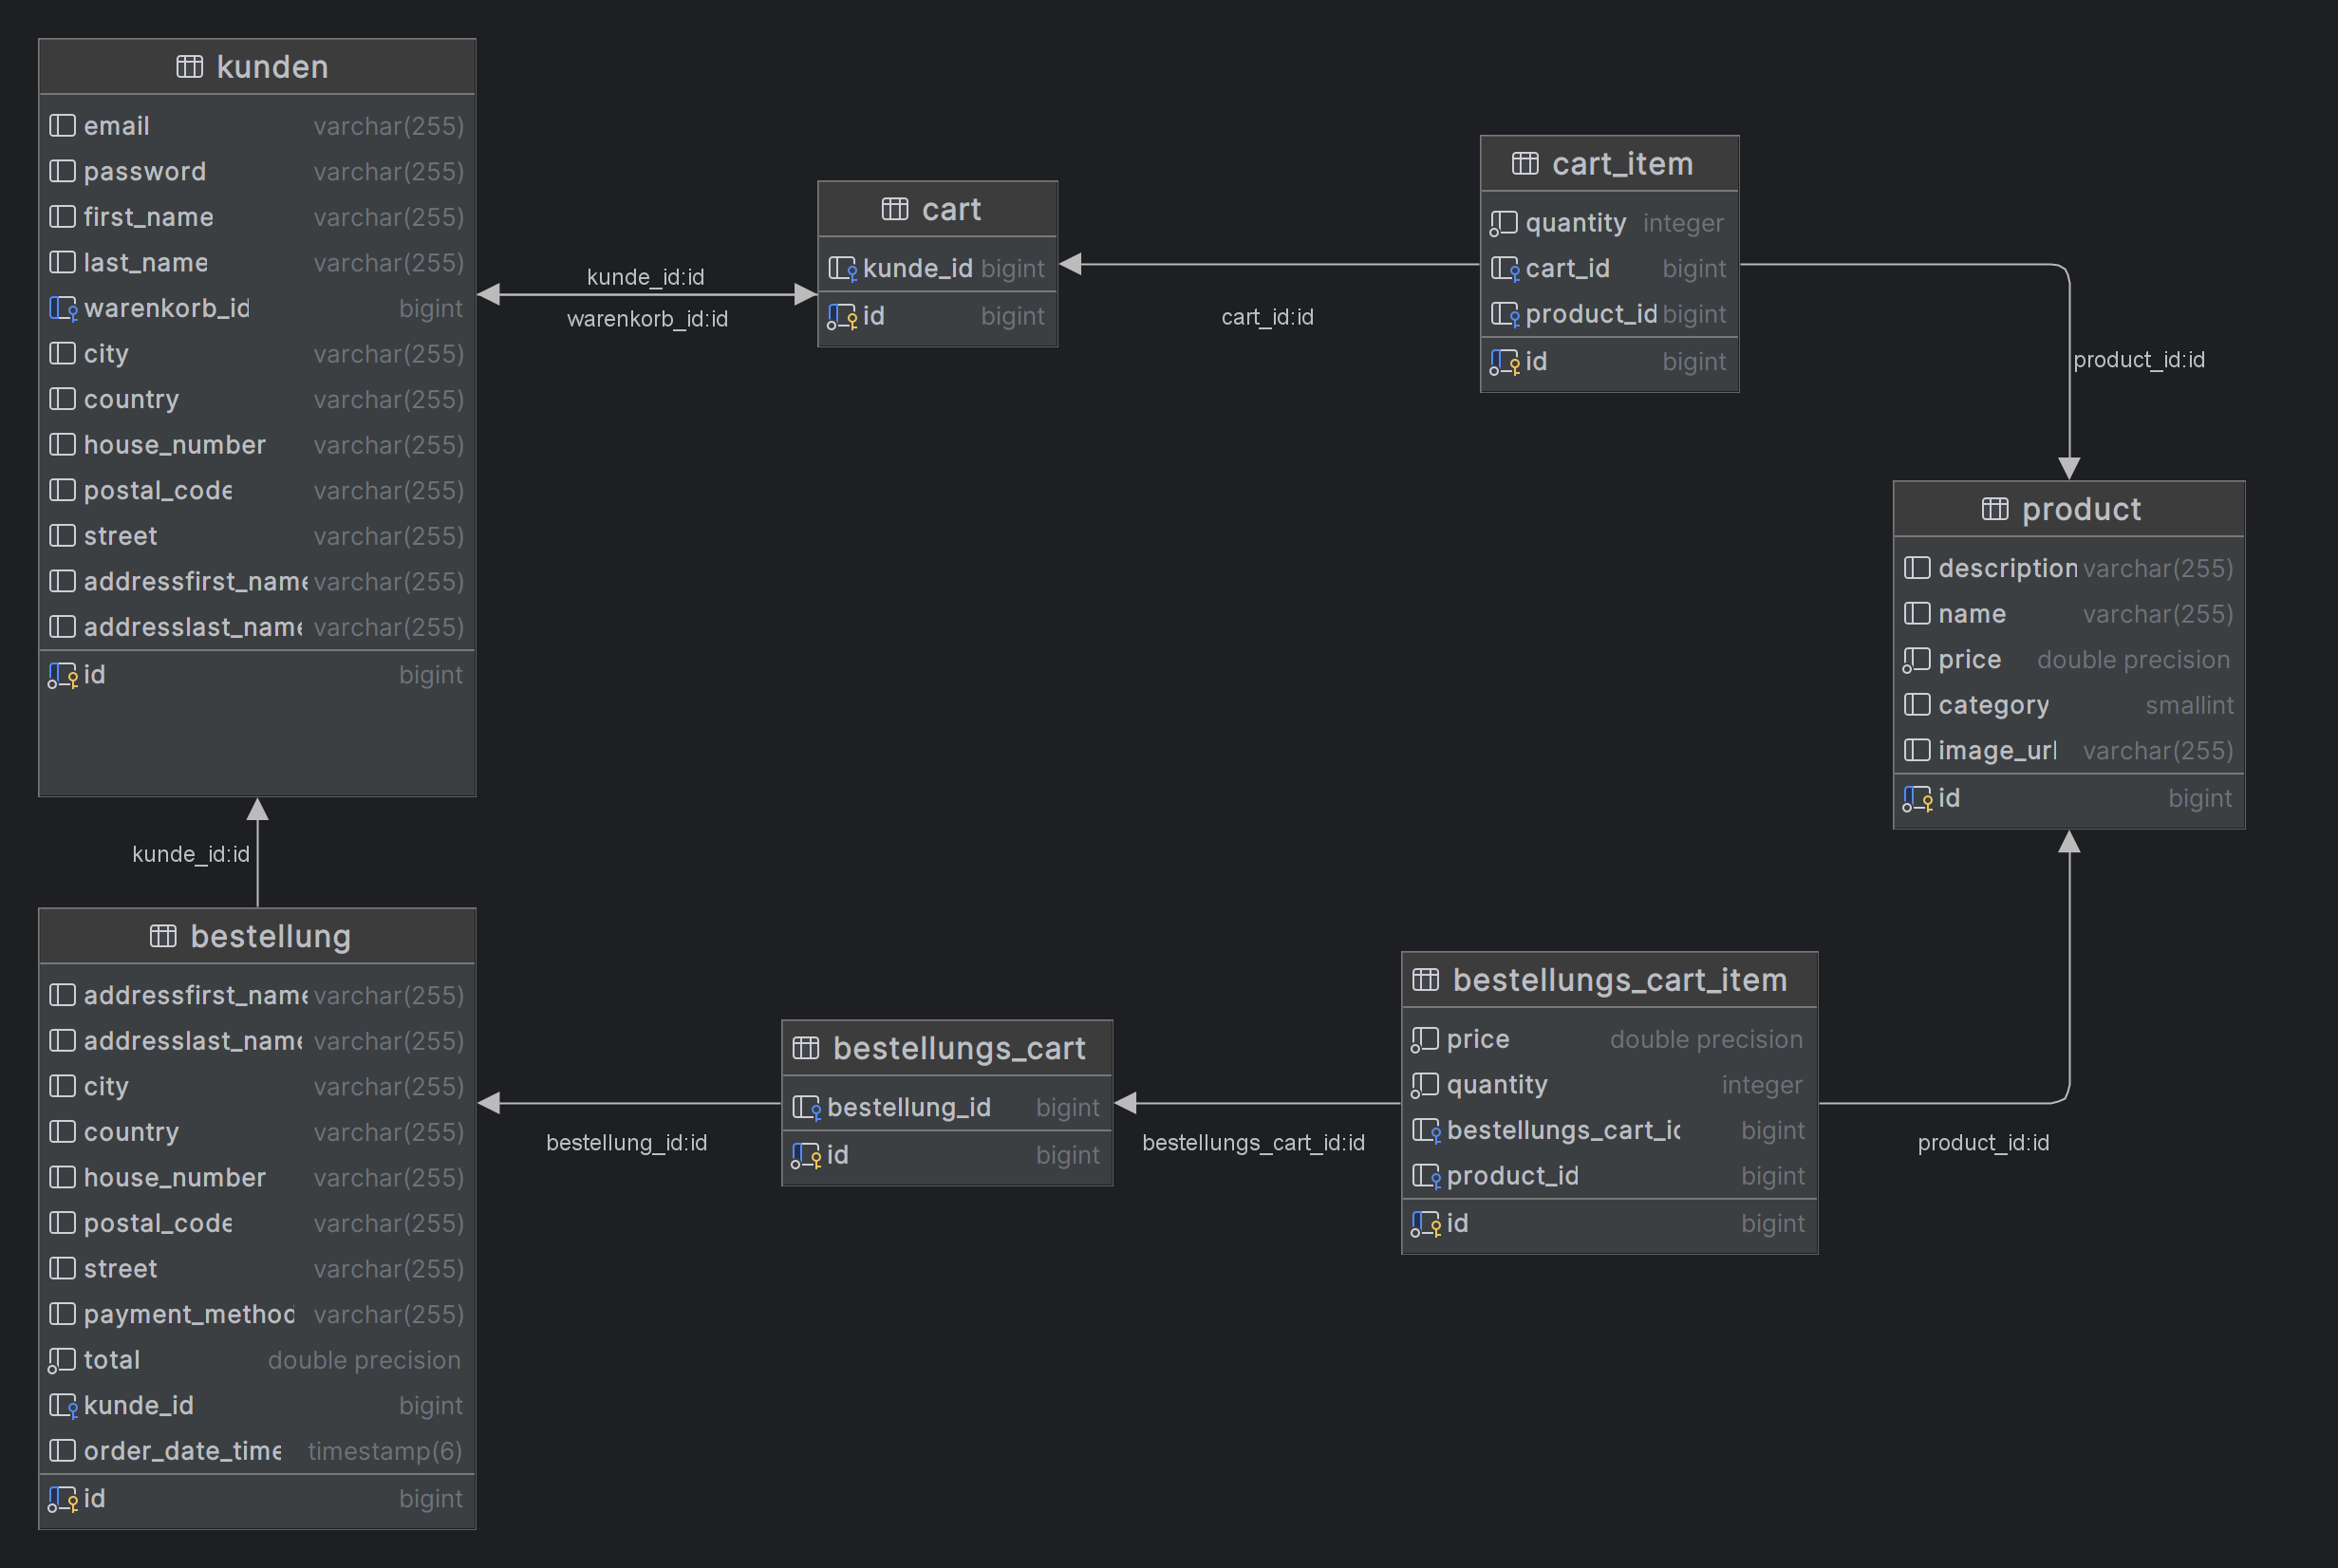 kunden
email varchar(255)
password varchar(255)
first_name varchar(255)
last_name varchar(255)
warenkorb_id bigint
city varchar(255)
country varchar(255)
house_number varchar(255)
postal_code varchar(255)
street varchar(255)
addressfirst_name varchar(255)
addresslast_name varchar(255)
id bigint
kunde_id:id
warenkorb_id:id
cart
kunde_id bigint
id bigint
cart_id:id
cart_item
quantity integer
cart_id bigint
product_id bigint
id bigint
product_id:id
product
description varchar(255)
name varchar(255)
price double precision
category smallint
image_url varchar(255)
id bigint
kunde_id:id
bestellung
addressfirst_name varchar(255)
addresslast_name varchar(255)
city varchar(255)
country varchar(255)
house_number varchar(255)
postal_code varchar(255)
street varchar(255)
payment_method varchar(255)
total double precision
kunde_id bigint
order_date_time timestamp(6)
id bigint
bestellung_id:id
bestellungs_cart
bestellung_id bigint
id bigint
bestellungs_cart_id:id
bestellungs_cart_item
price double precision
quantity integer
bestellungs_cart_id bigint
product_id bigint
id bigint
product_id:id